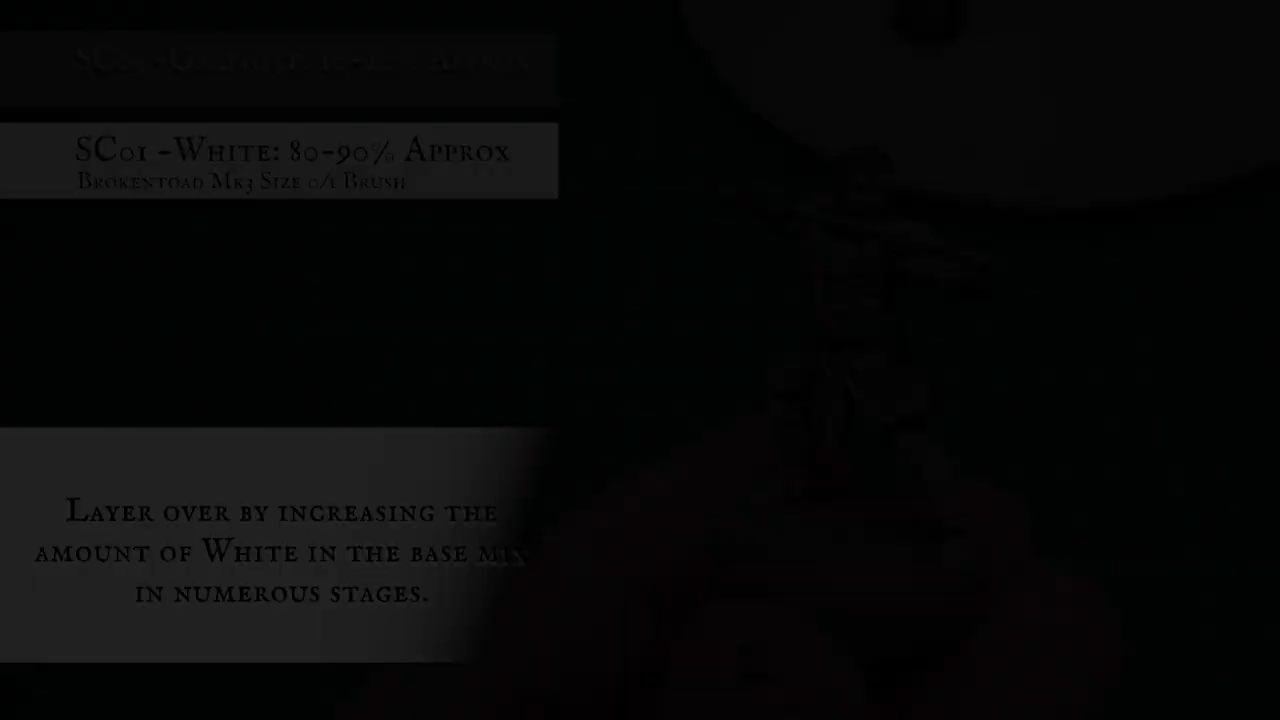 Approx
SC01 -White: 80-90% Approx
Brokentoad Mk3 Size 0/1 Brush
Layer over by increasing the
amount of White in the base mix
in numerous stages.